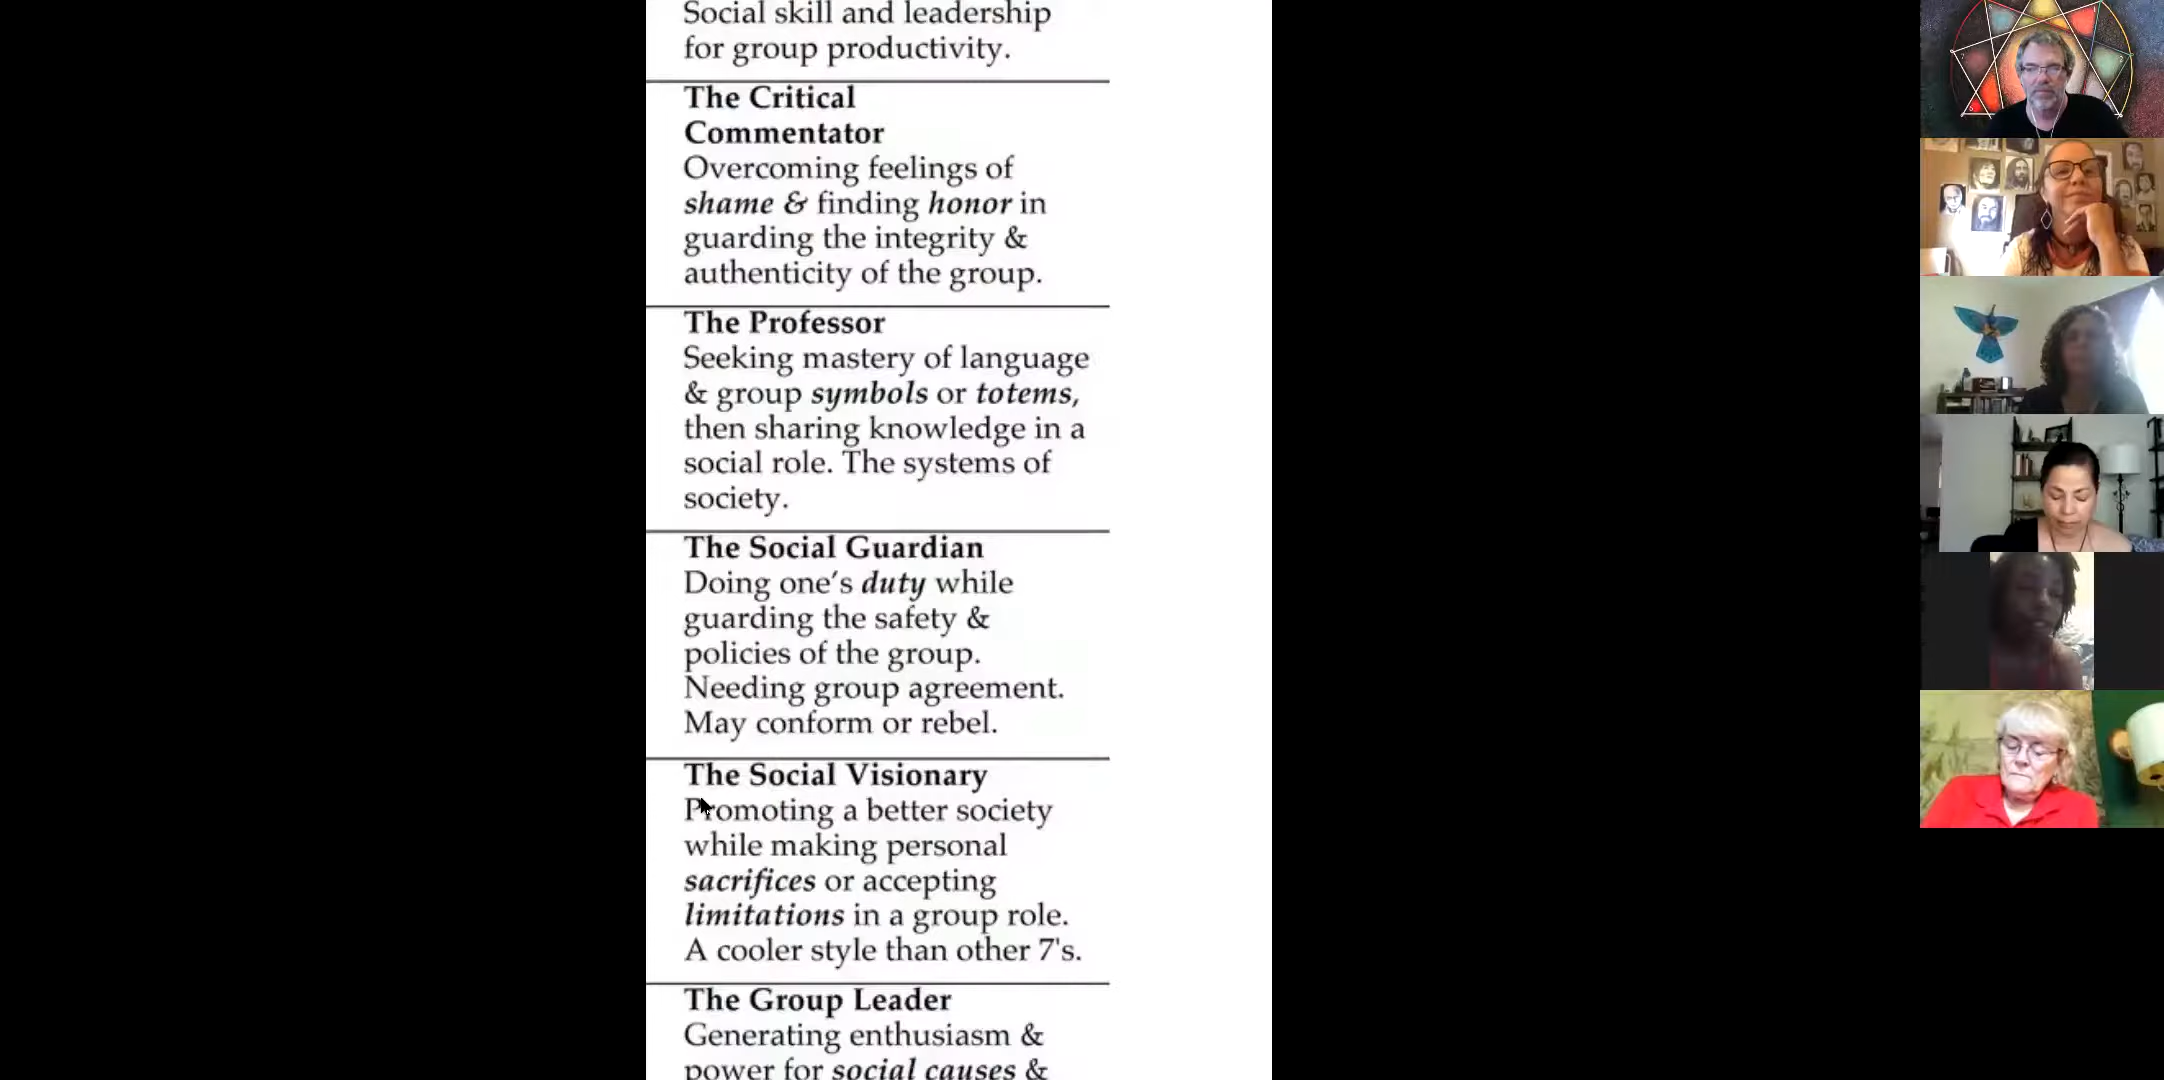 Social skill and leadership
for group productivity.
The Critical
Commentator
Overcoming feelings of
shame & finding honor in
guarding the integrity &
authenticity of the group.
The Professor
Seeking mastery of language
& group symbols or totems,
then sharing knowledge in a
social role. The systems of
society.
The Social Guardian
Doing one’s duty while
guarding the safety &
policies of the group.
Needing group agreement.
May conform or rebel.
The Social Visionary
Promoting a better society
while making personal
sacrifices or accepting
limitations in a group role.
A cooler style than other 7's.
The Group Leader
Generating enthusiasm &
power for social causes &